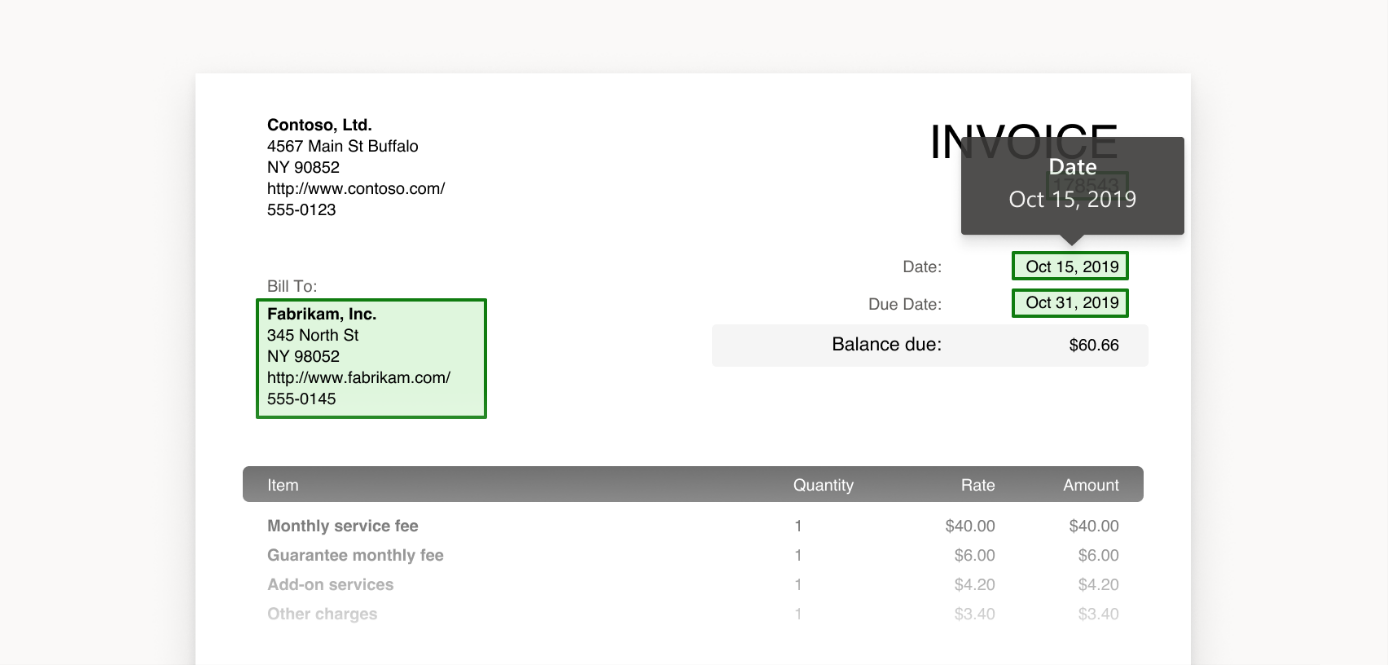 Contoso, Ltd.
4567 Main St Buffalo
NY 90852
http://www.contoso.com/
555-0123
INVOICE
178543
Date
Oct 15, 2019
Date: Oct 15, 2019
Due Date: Oct 31, 2019
Balance due: $60.66
Bill To:
Fabrikam, Inc.
345 North St
NY 98052
http://www.fabrikam.com/
555-0145
Item Quantity Rate Amount
Monthly service fee 1 $40.00 $40.00
Guarantee monthly fee 1 $6.00 $6.00
Add-on services 1 $4.20 $4.20
Other charges 1 $3.40 $3.40